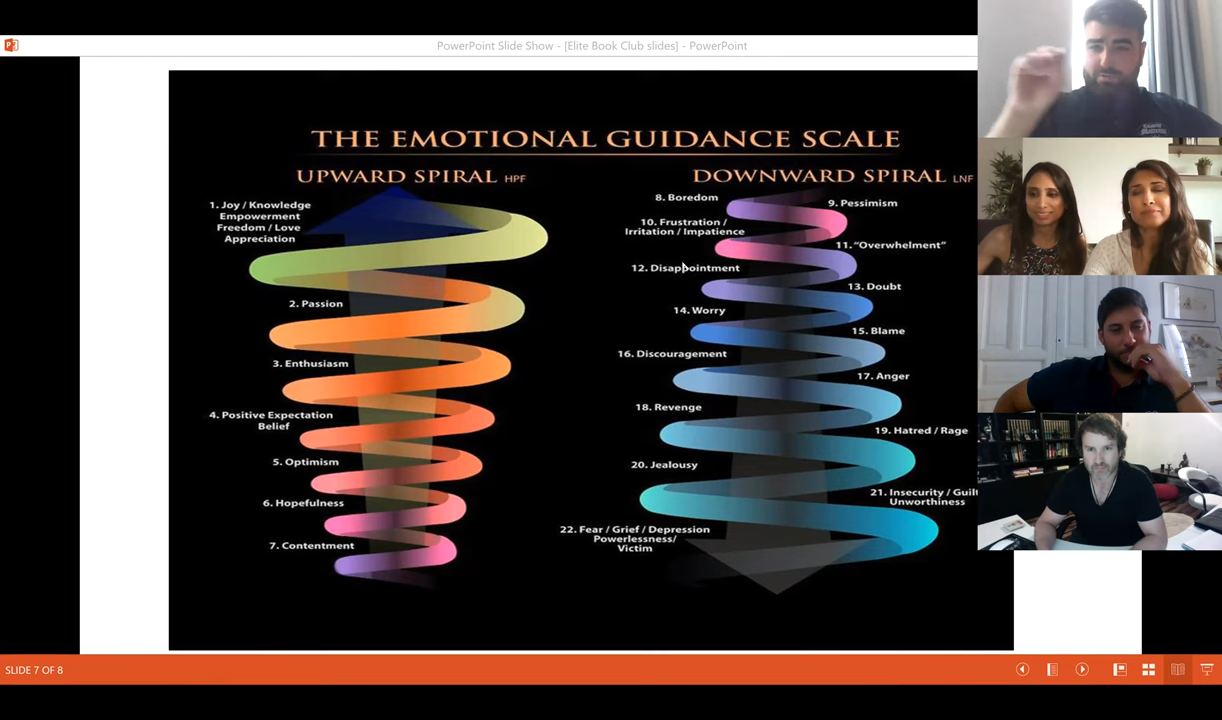 PowerPoint Slide Show - [Elite Book Club slides] - PowerPoint
THE EMOTIONAL GUIDANCE SCALE
UPWARD SPIRAL HPF
1. Joy / Knowledge
Empowerment
Freedom / Love
Appreciation
2. Passion
3. Enthusiasm
4. Positive Expectation
Belief
5. Optimism
6. Hopefulness
7. Contentment
DOWNWARD SPIRAL LNF
8. Boredom
9. Pessimism
10. Frustration /
Irritation / Impatience
11. "Overwhelment"
12. Disappointment
13. Doubt
14. Worry
15. Blame
16. Discouragement
17. Anger
18. Revenge
19. Hatred / Rage
20. Jealousy
21. Insecurity / Guil
Unworthiness
22. Fear / Grief / Depression
Powerlessness/
Victim
SLIDE 7 OF 8